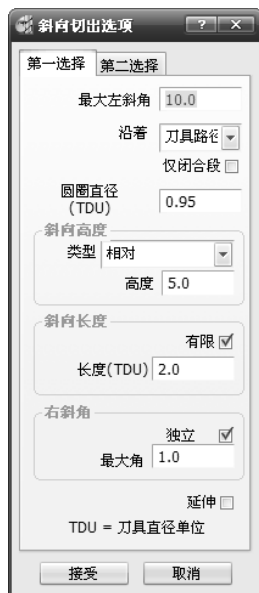 斜向切出选项
第一选择 第二选择
最大左斜角 10.0
沿着 刀具路径
仅闭合段
圆圈直径 (TDU) 0.95
斜向高度
类型 相对
高度 5.0
斜向长度
有限
长度(TDU) 2.0
右斜角
独立
最大角 1.0
延伸
TDU = 刀具直径单位
接受 取消